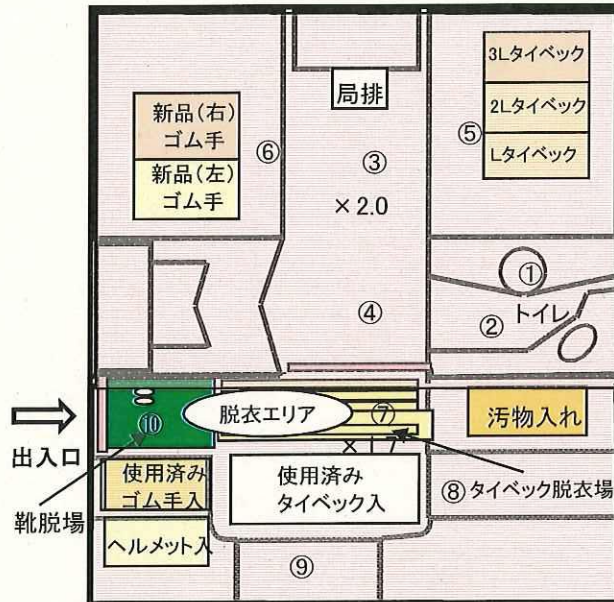 局排
3Lタイベック
2Lタイベック
Lタイベック
新品(右)
ゴム手
新品(左)
ゴム手
⑥
③
×2.0
⑤
①
②
トイレ
④
⑩
脱衣エリア
⑦
汚物入れ
出入口
使用済み
ゴム手入
使用済み
タイベック入
⑧タイベック脱衣場
靴脱場
ヘルメット入
⑨